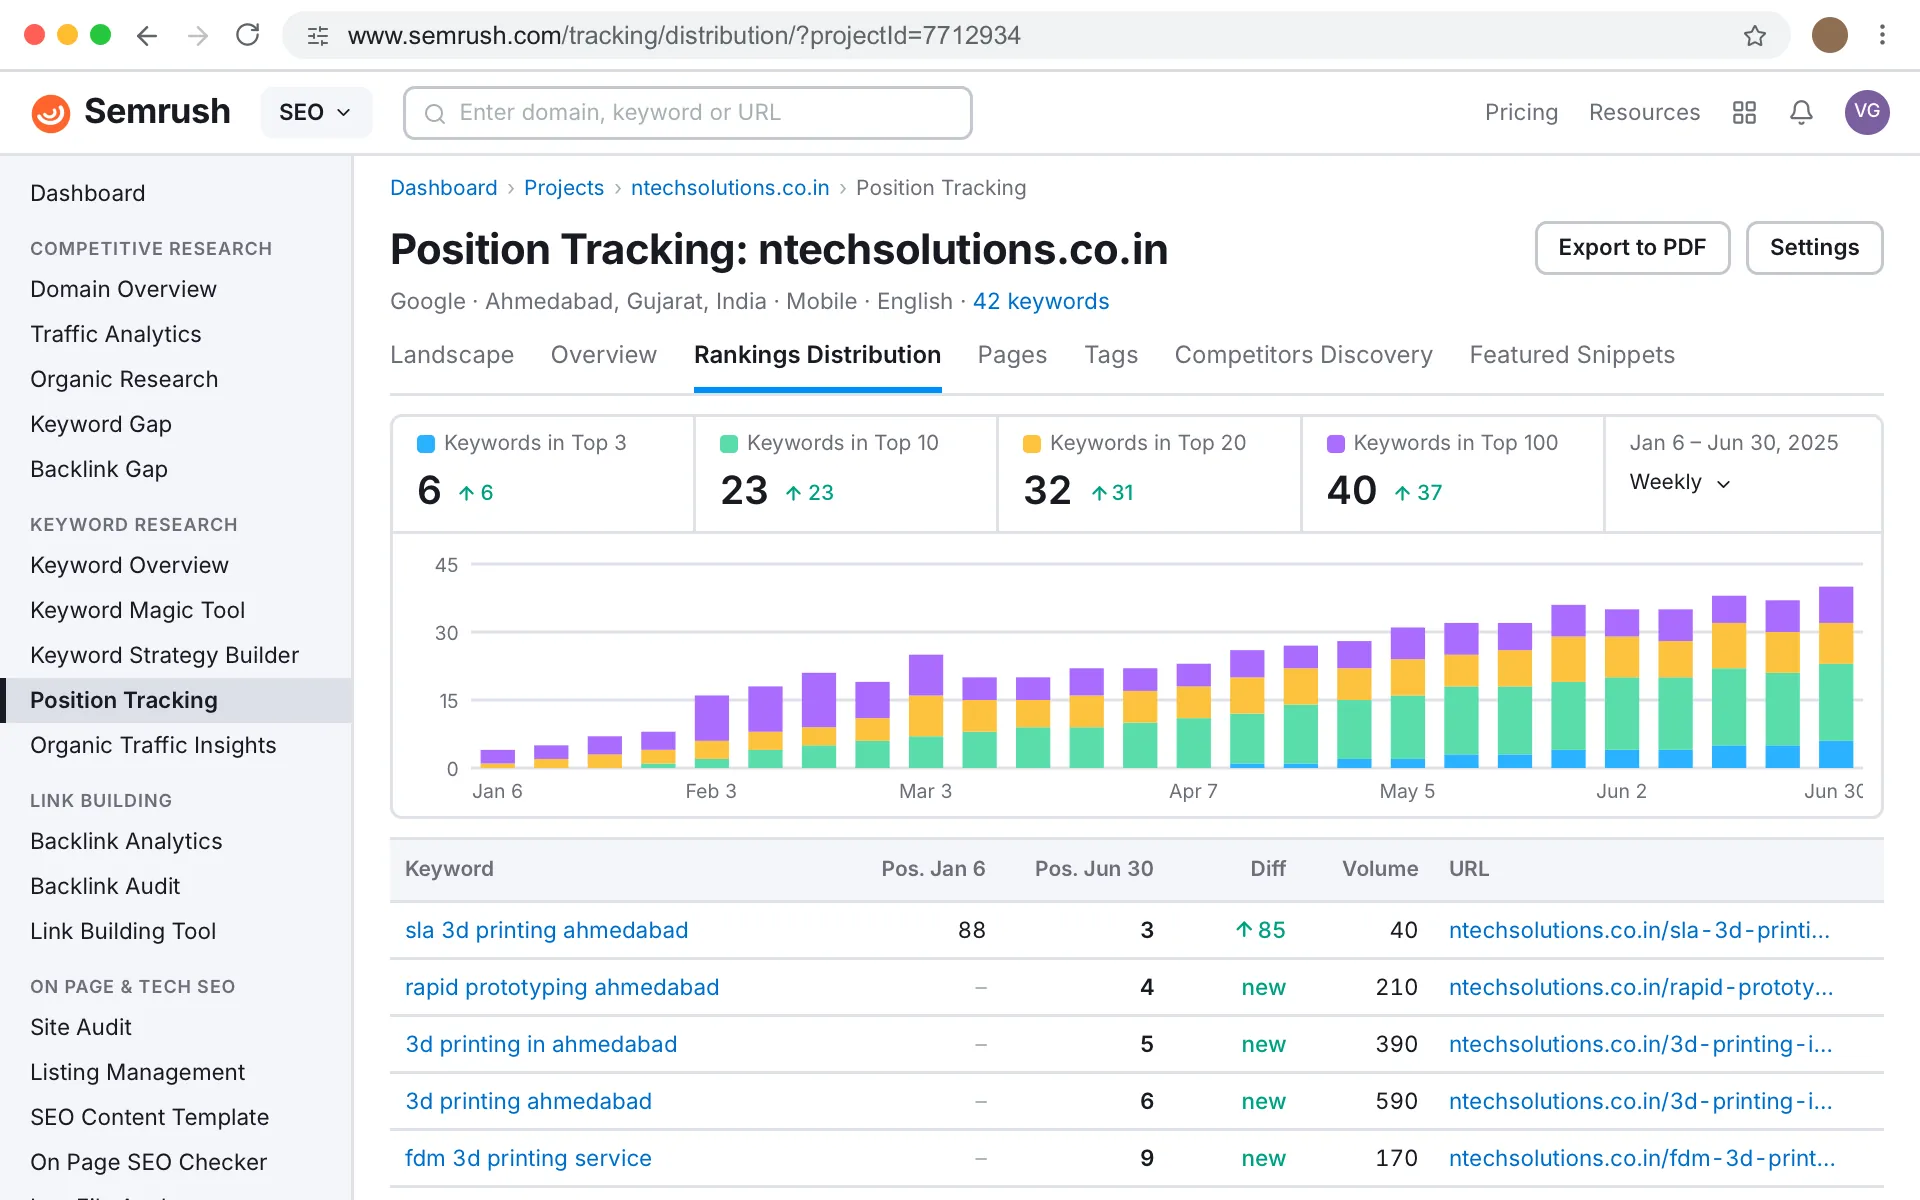 www.semrush.com/tracking/distribution/?projectId=7712934
Semrush
SEO
Enter domain, keyword or URL
Pricing
Resources
VG
Dashboard
COMPETITIVE RESEARCH
Domain Overview
Traffic Analytics
Organic Research
Keyword Gap
Backlink Gap
KEYWORD RESEARCH
Keyword Overview
Keyword Magic Tool
Keyword Strategy Builder
Position Tracking
Organic Traffic Insights
LINK BUILDING
Backlink Analytics
Backlink Audit
Link Building Tool
ON PAGE & TECH SEO
Site Audit
Listing Management
SEO Content Template
On Page SEO Checker
Dashboard › Projects › ntechsolutions.co.in › Position Tracking
Position Tracking: ntechsolutions.co.in
Export to PDF
Settings
Google · Ahmedabad, Gujarat, India · Mobile · English · 42 keywords
Landscape Overview Rankings Distribution Pages Tags Competitors Discovery Featured Snippets
Keywords in Top 3
6 ↑ 6
Keywords in Top 10
23 ↑ 23
Keywords in Top 20
32 ↑ 31
Keywords in Top 100
40 ↑ 37
Jan 6 – Jun 30, 2025
Weekly
45
30
15
0
Jan 6 Feb 3 Mar 3 Apr 7 May 5 Jun 2 Jun 30
Keyword Pos. Jan 6 Pos. Jun 30 Diff Volume URL
sla 3d printing ahmedabad 88 3 ↑ 85 40 ntechsolutions.co.in/sla-3d-printi...
rapid prototyping ahmedabad – 4 new 210 ntechsolutions.co.in/rapid-prototy...
3d printing in ahmedabad – 5 new 390 ntechsolutions.co.in/3d-printing-i...
3d printing ahmedabad – 6 new 590 ntechsolutions.co.in/3d-printing-i...
fdm 3d printing service – 9 new 170 ntechsolutions.co.in/fdm-3d-print...